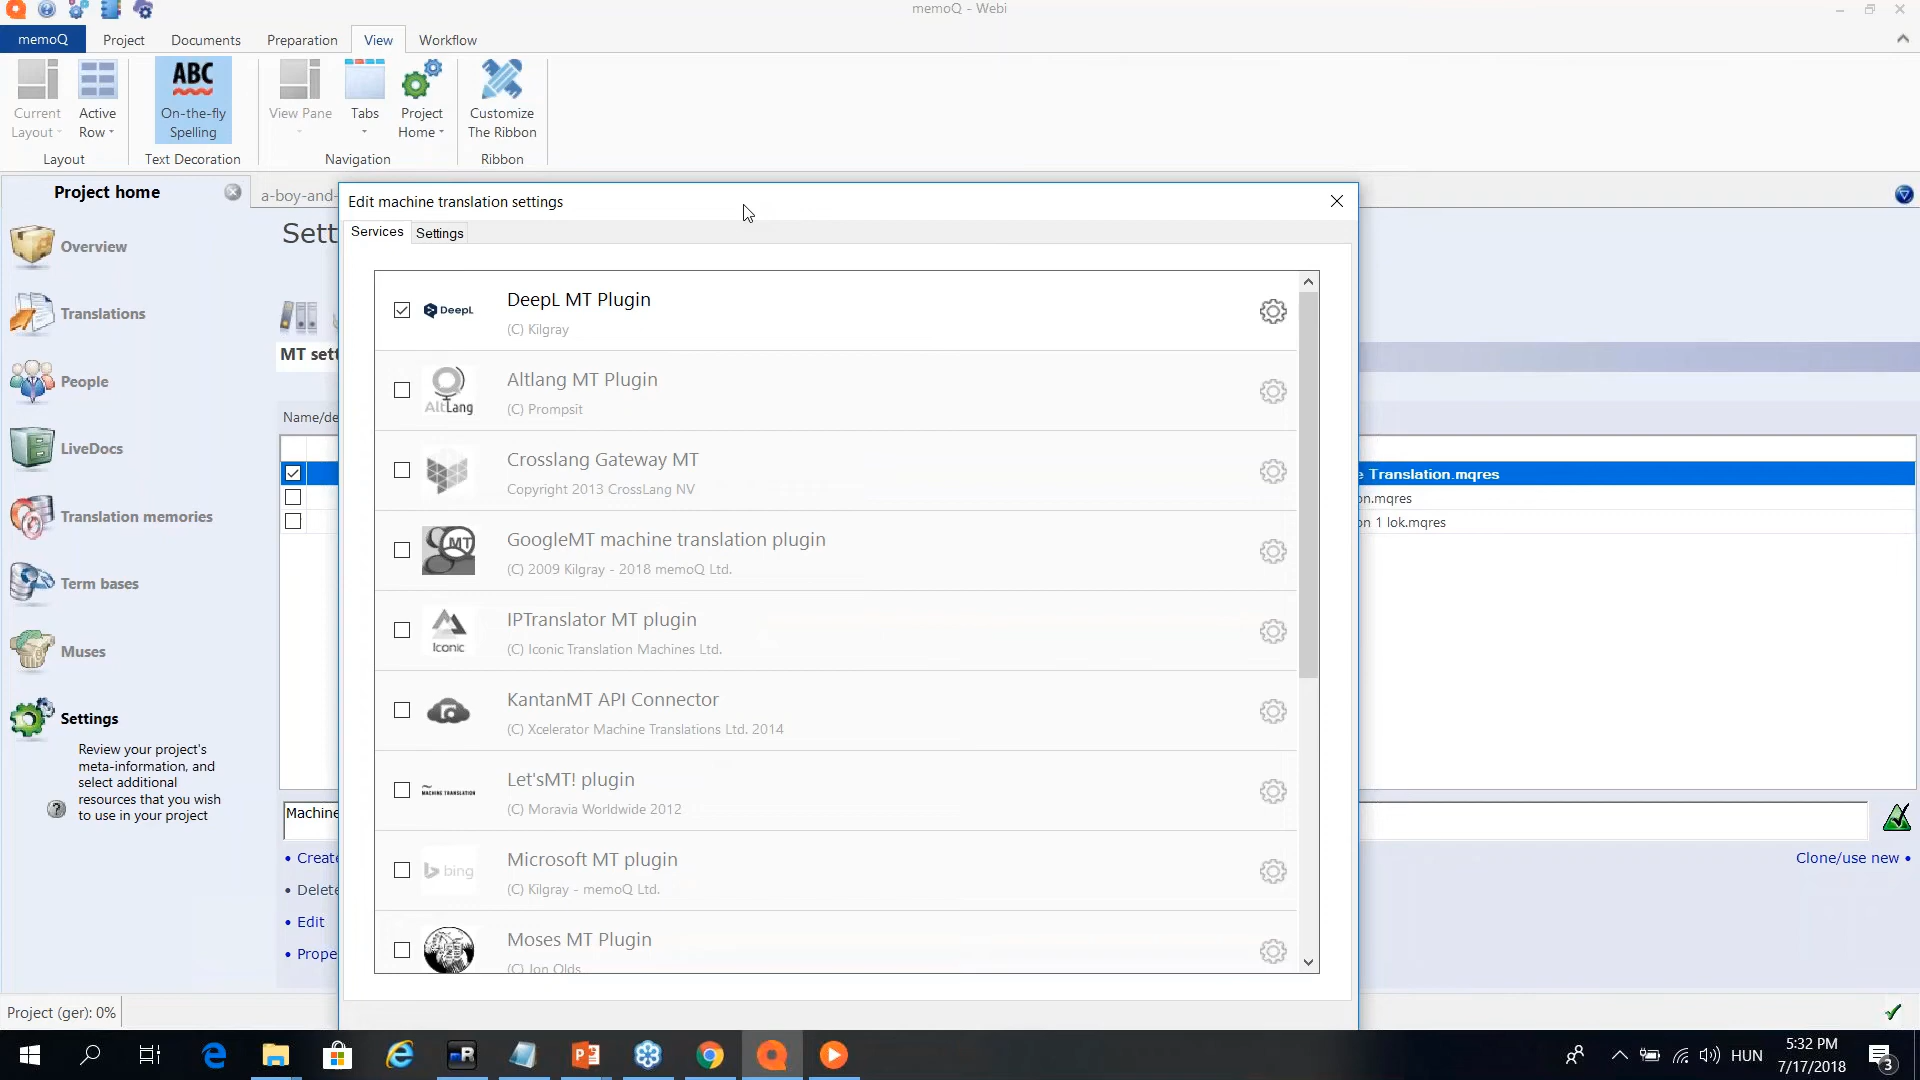 memoQ - Webi
memoQ
Project
Documents
Preparation
View
Workflow
Current
Layout
Active
Row
ABC
On-the-fly
Spelling
View Pane
Tabs
Project
Home
Customize
The Ribbon
Layout
Text Decoration
Navigation
Ribbon
Project home
a-boy-and-
Edit machine translation settings
Services
Settings
Sett
MT sett
Name/de
Overview
Translations
People
LiveDocs
Translation memories
Term bases
Muses
Settings
Review your project's
meta-information, and
select additional
resources that you wish
to use in your project
DeepL
DeepL MT Plugin
(C) Kilgray
AltLang
Altlang MT Plugin
(C) Prompsit
Crosslang Gateway MT
Copyright 2013 CrossLang NV
MT
GoogleMT machine translation plugin
(C) 2009 Kilgray - 2018 memoQ Ltd.
Iconic
IPTranslator MT plugin
(C) Iconic Translation Machines Ltd.
KantanMT API Connector
(C) Xcelerator Machine Translations Ltd. 2014
MACHINE TRANSLATION
Let'sMT! plugin
(C) Moravia Worldwide 2012
bing
Microsoft MT plugin
(C) Kilgray - memoQ Ltd.
Moses MT Plugin
(C) Jon Olds
e Translation.mqres
on.mqres
on 1 lok.mqres
Machine
• Create
• Delete
• Edit
• Prope
Clone/use new •
Project (ger): 0%
HUN
5:32 PM
7/17/2018
3